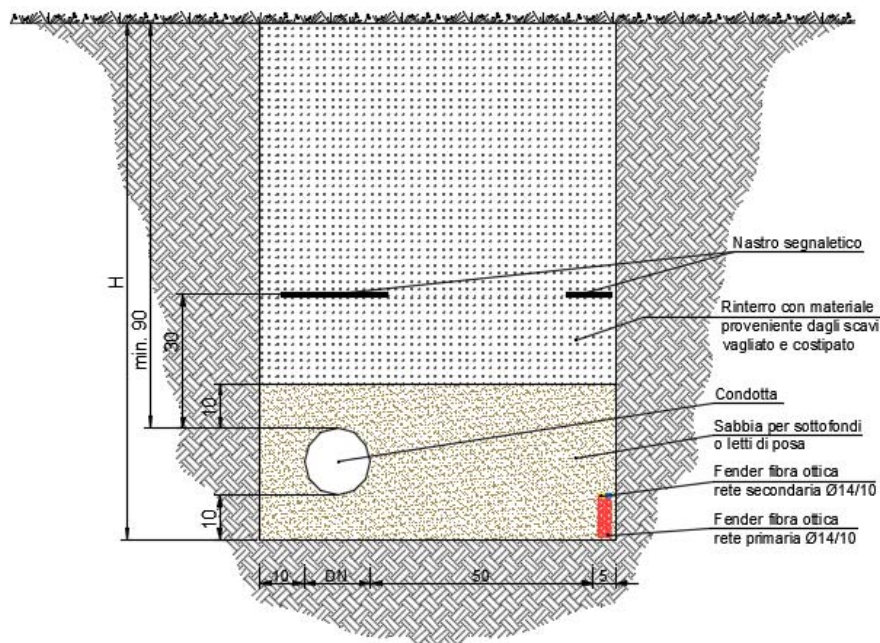 H
min. 90
30
10
10
10
DN
50
5
Nastro segnaletico
Rinterro con materiale
proveniente dagli scavi
vagliato e costipato
Condotta
Sabbia per sottofondi
o letti di posa
Fender fibra ottica
rete secondaria Ø14/10
Fender fibra ottica
rete primaria Ø14/10